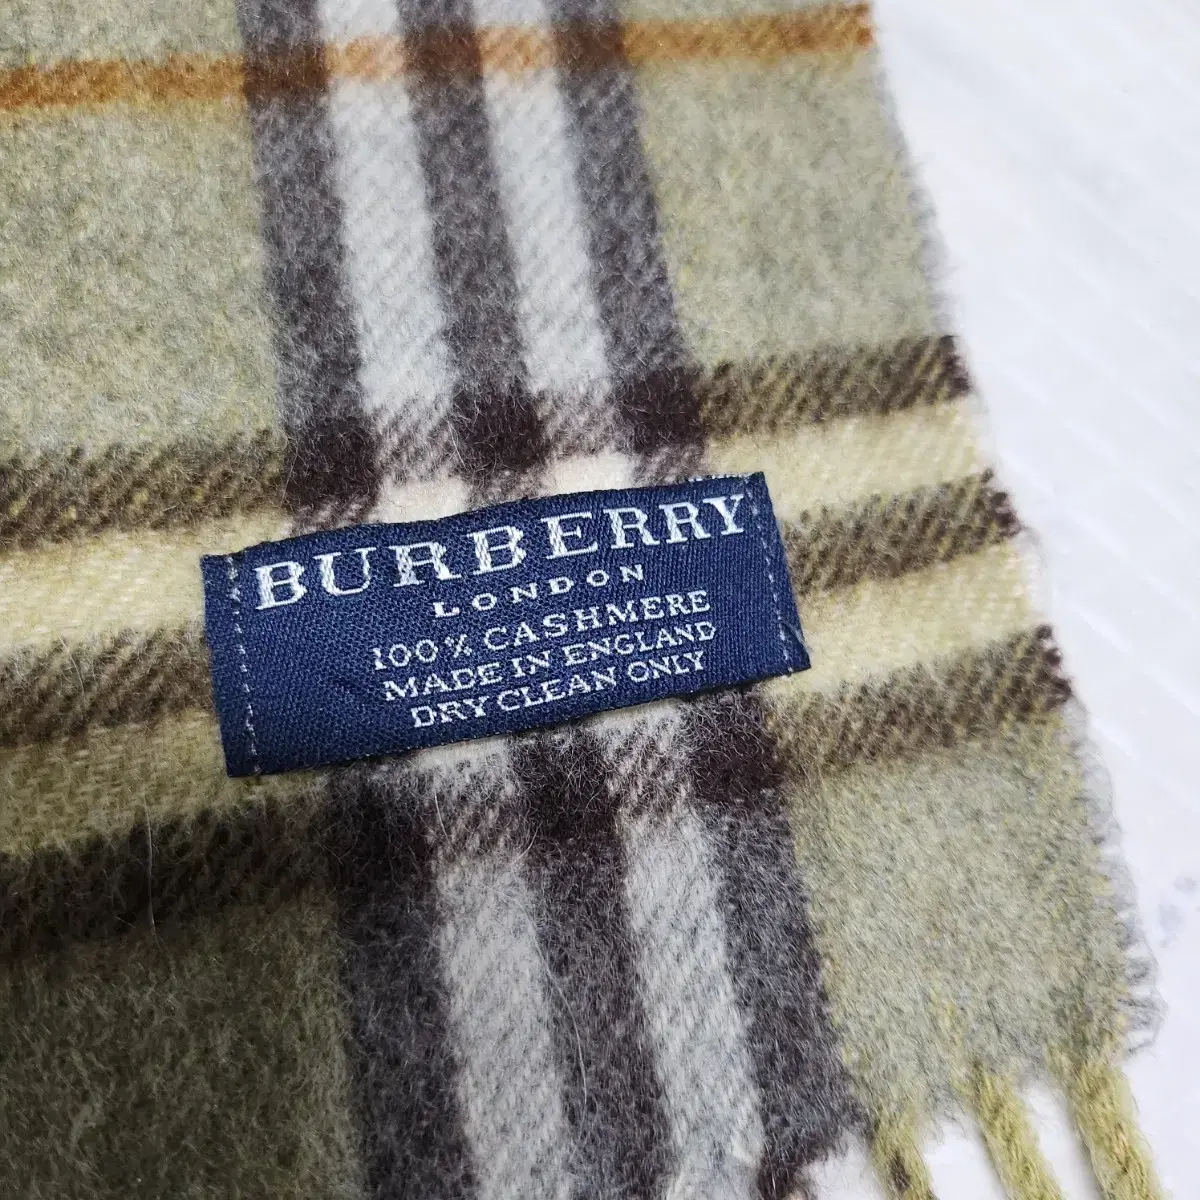 BURBERRY
LONDON
100% CASHMERE
MADE IN ENGLAND
DRY CLEAN ONLY